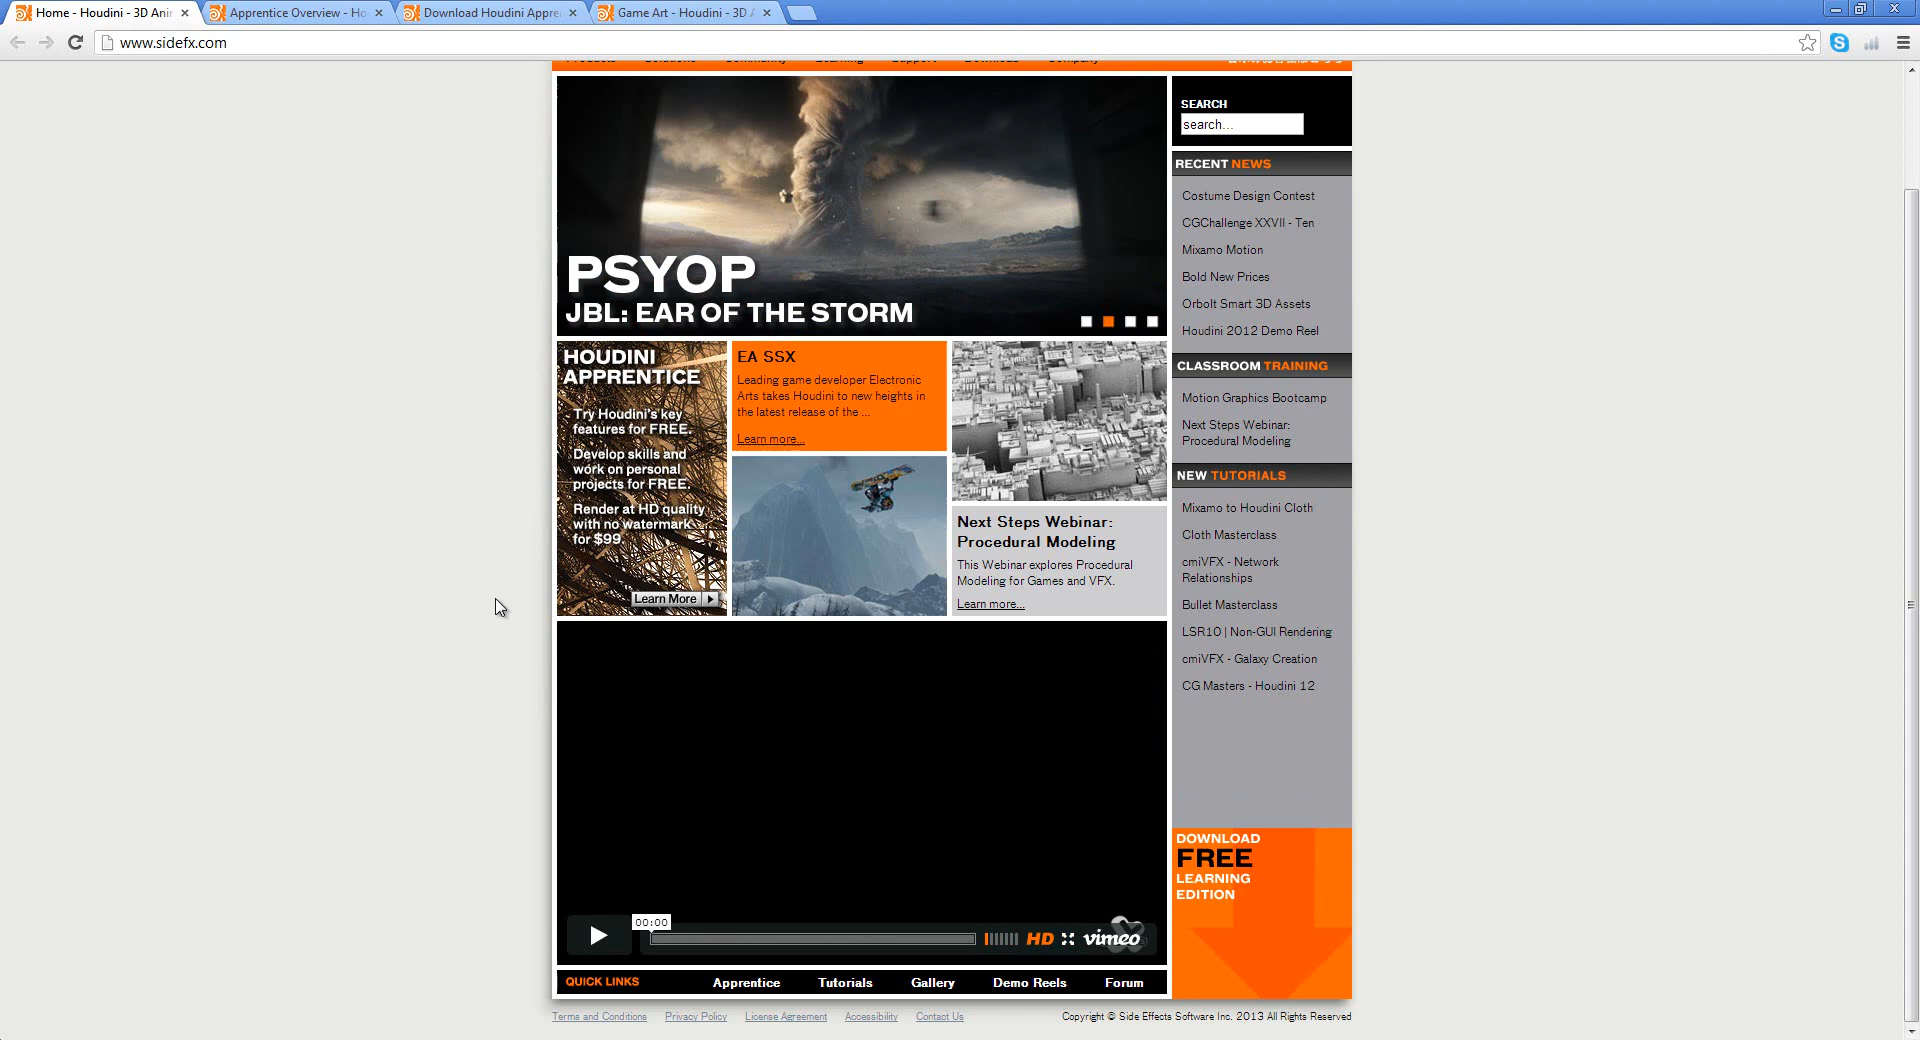 Home - Houdini - 3D Ani
Apprentice Overview - Ho
Download Houdini Appre
Game Art - Houdini - 3D A
www.sidefx.com
Products Solutions Community Learning Support Download Company
SEARCH
search...
PSYOP
JBL: EAR OF THE STORM
RECENT NEWS
Costume Design Contest
CGChallenge XXVII - Ten
Mixamo Motion
Bold New Prices
Orbolt Smart 3D Assets
Houdini 2012 Demo Reel
CLASSROOM TRAINING
Motion Graphics Bootcamp
Next Steps Webinar:
Procedural Modeling
NEW TUTORIALS
Mixamo to Houdini Cloth
Cloth Masterclass
cmiVFX - Network
Relationships
Bullet Masterclass
LSR10 | Non-GUI Rendering
cmiVFX - Galaxy Creation
CG Masters - Houdini 12
HOUDINI
APPRENTICE
Try Houdini's key
features for FREE.
Develop skills and
work on personal
projects for FREE.
Render at HD quality
with no watermark
for $99.
Learn More
EA SSX
Leading game developer Electronic
Arts takes Houdini to new heights in
the latest release of the ...
Learn more...
Next Steps Webinar:
Procedural Modeling
This Webinar explores Procedural
Modeling for Games and VFX.
Learn more...
00:00
HD
vimeo
DOWNLOAD
FREE
LEARNING
EDITION
QUICK LINKS Apprentice Tutorials Gallery Demo Reels Forum
Terms and Conditions Privacy Policy License Agreement Accessibility Contact Us
Copyright © Side Effects Software Inc. 2013 All Rights Reserved